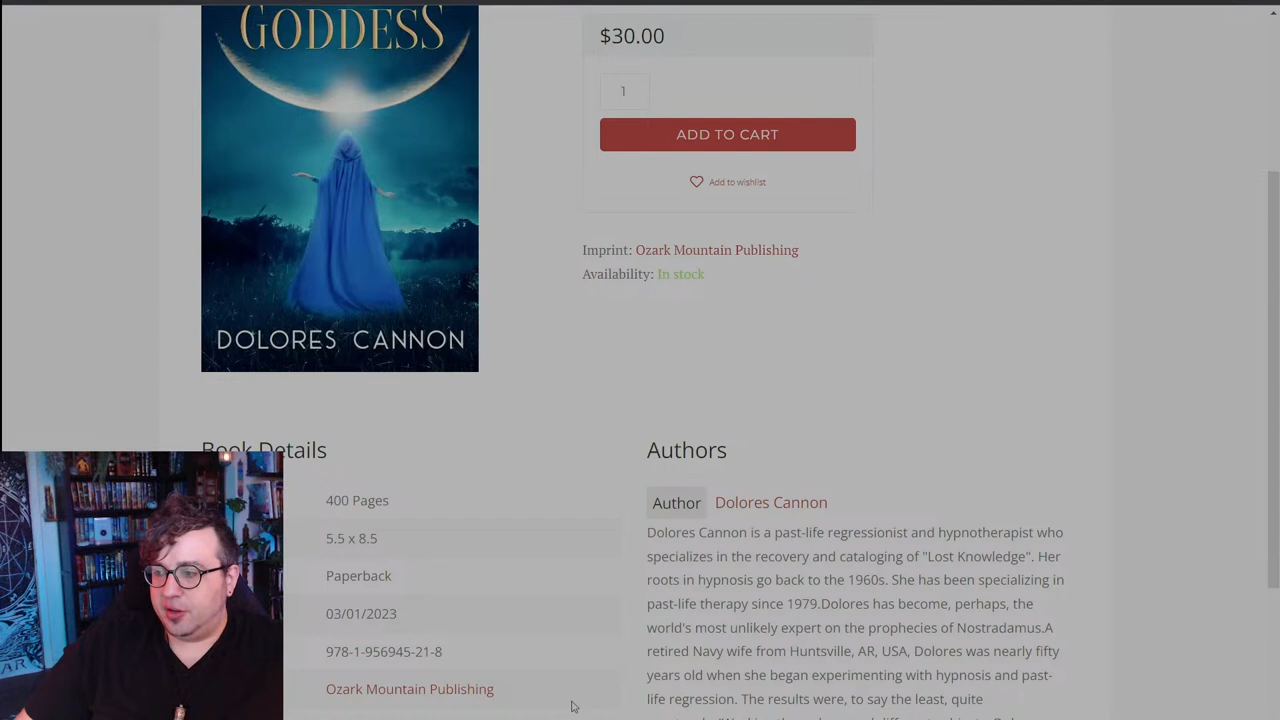 GODDESS
DOLORES CANNON
$30.00
1
ADD TO CART
Add to wishlist
Imprint: Ozark Mountain Publishing
Availability: In stock
Book Details
400 Pages
5.5 x 8.5
Paperback
03/01/2023
978-1-956945-21-8
Ozark Mountain Publishing
Authors
Author Dolores Cannon
Dolores Cannon is a past-life regressionist and hypnotherapist who
specializes in the recovery and cataloging of "Lost Knowledge". Her
roots in hypnosis go back to the 1960s. She has been specializing in
past-life therapy since 1979.Dolores has become, perhaps, the
world's most unlikely expert on the prophecies of Nostradamus.A
retired Navy wife from Huntsville, AR, USA, Dolores was nearly fifty
years old when she began experimenting with hypnosis and past-
life regression. The results were, to say the least, quite